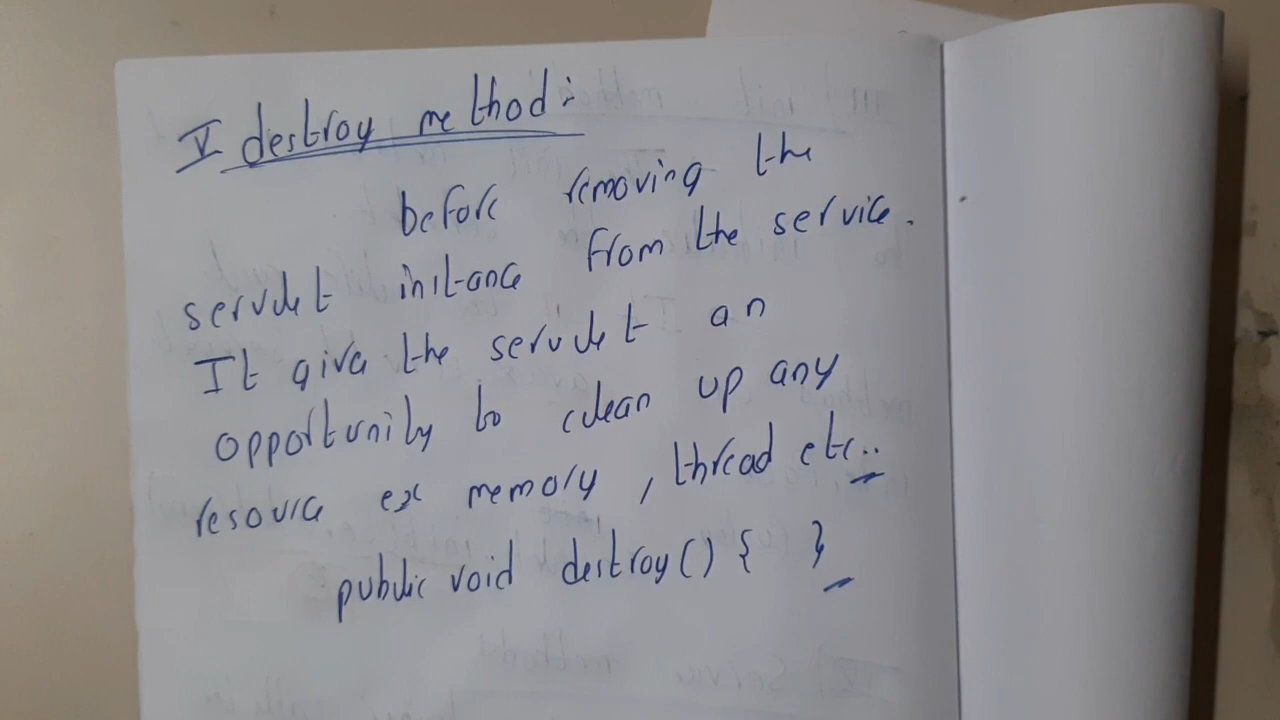 V destroy method:
before removing the
servlet instance from the service.
It give the servlet an
opportunity to clean up any
resource ex memory, thread etc..
public void destroy() { }